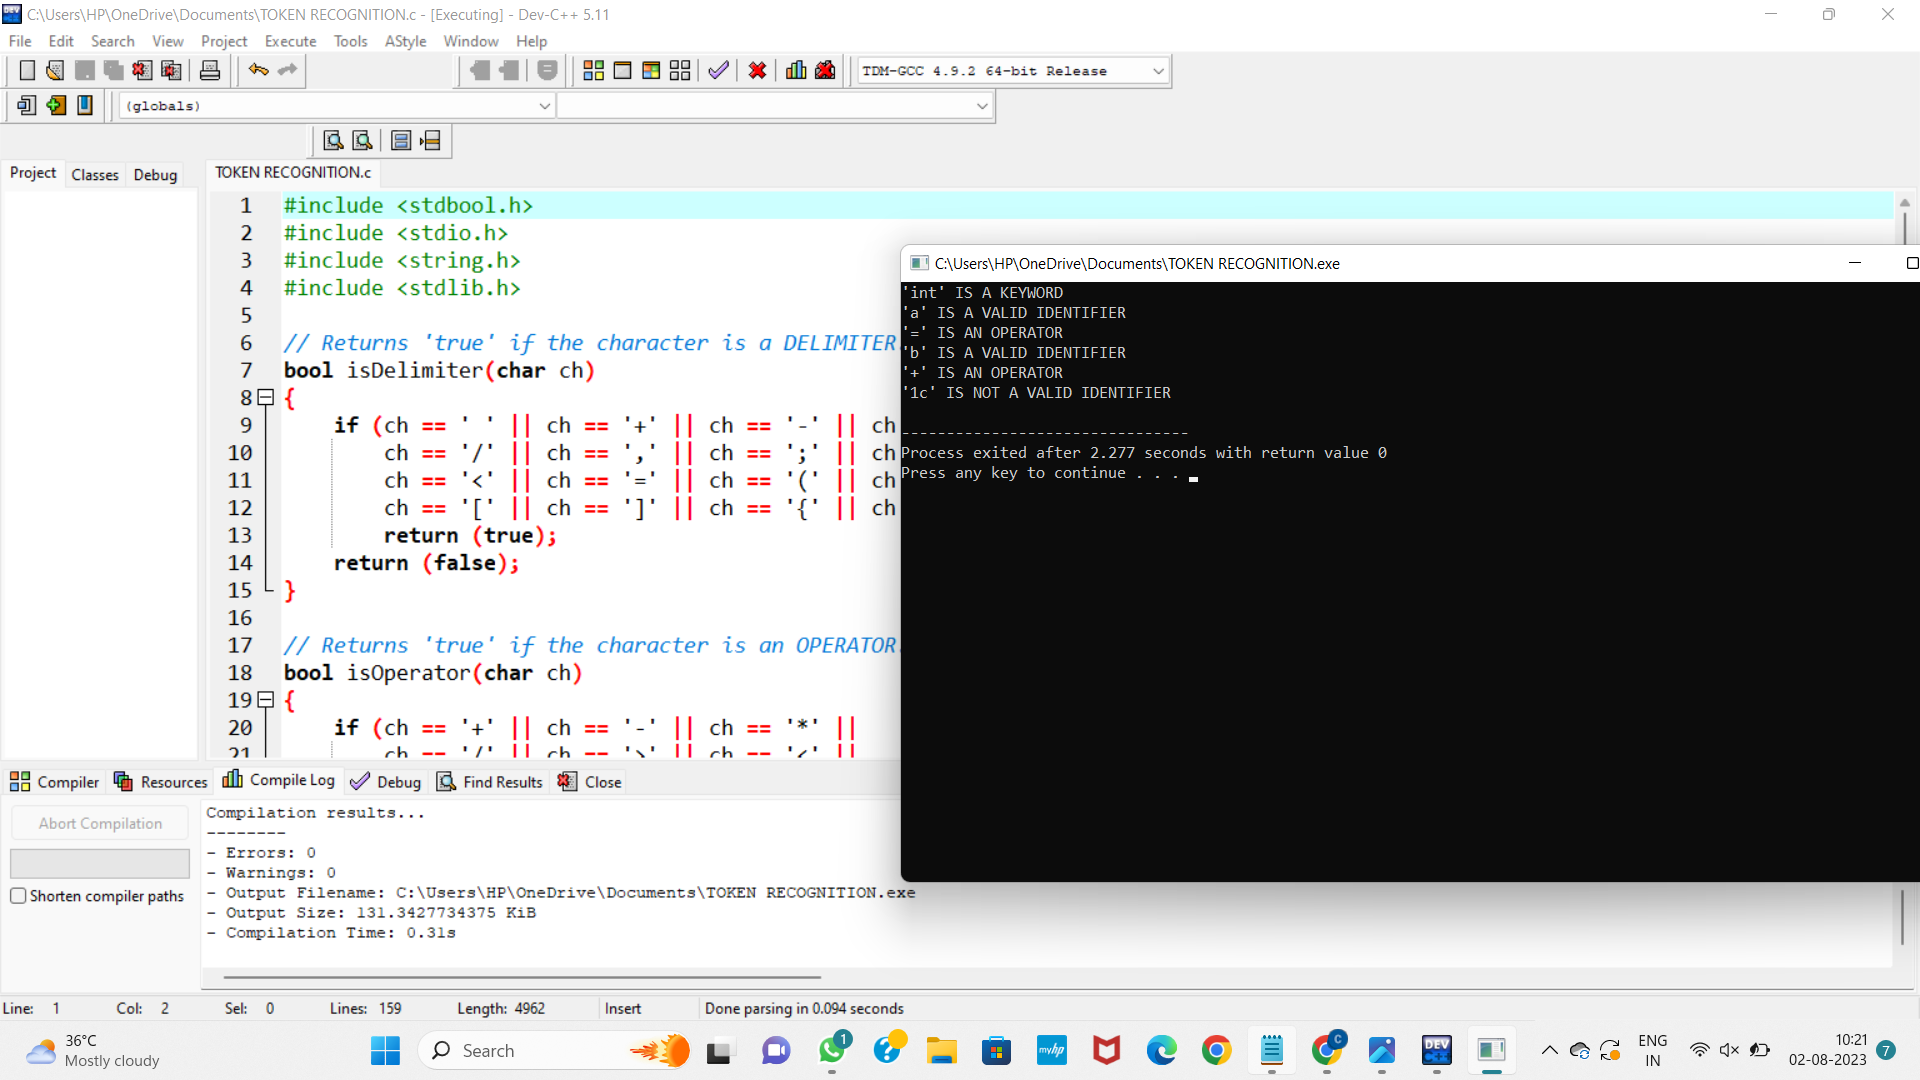 C:\Users\HP\OneDrive\Documents\TOKEN RECOGNITION.c - [Executing] - Dev-C++ 5.11
File Edit Search View Project Execute Tools AStyle Window Help
TDM-GCC 4.9.2 64-bit Release
(globals)
Project Classes Debug
TOKEN RECOGNITION.c
1 #include <stdbool.h>
2 #include <stdio.h>
3 #include <string.h>
4 #include <stdlib.h>
5
6 // Returns 'true' if the character is a DELIMITER
7 bool isDelimiter(char ch)
8 {
9 if (ch == ' ' || ch == '+' || ch == '-' || ch
10 ch == '/' || ch == ',' || ch == ';' || ch
11 ch == '<' || ch == '=' || ch == '(' || ch
12 ch == '[' || ch == ']' || ch == '{' || ch
13 return (true);
14 return (false);
15 }
16
17 // Returns 'true' if the character is an OPERATOR.
18 bool isOperator(char ch)
19 {
20 if (ch == '+' || ch == '-' || ch == '*' ||
21 ch == '/' || ch == '>' || ch == '<' ||
C:\Users\HP\OneDrive\Documents\TOKEN RECOGNITION.exe
'int' IS A KEYWORD
'a' IS A VALID IDENTIFIER
'=' IS AN OPERATOR
'b' IS A VALID IDENTIFIER
'+' IS AN OPERATOR
'1c' IS NOT A VALID IDENTIFIER
--------------------------------
Process exited after 2.277 seconds with return value 0
Press any key to continue . . .
Compiler Resources Compile Log Debug Find Results Close
Abort Compilation
Shorten compiler paths
Compilation results...
--------
- Errors: 0
- Warnings: 0
- Output Filename: C:\Users\HP\OneDrive\Documents\TOKEN RECOGNITION.exe
- Output Size: 131.3427734375 KiB
- Compilation Time: 0.31s
Line: 1 Col: 2 Sel: 0 Lines: 159 Length: 4962 Insert Done parsing in 0.094 seconds
36°C
Mostly cloudy
Search
1
myhp
C
DEV
ENG
IN
10:21
02-08-2023
7